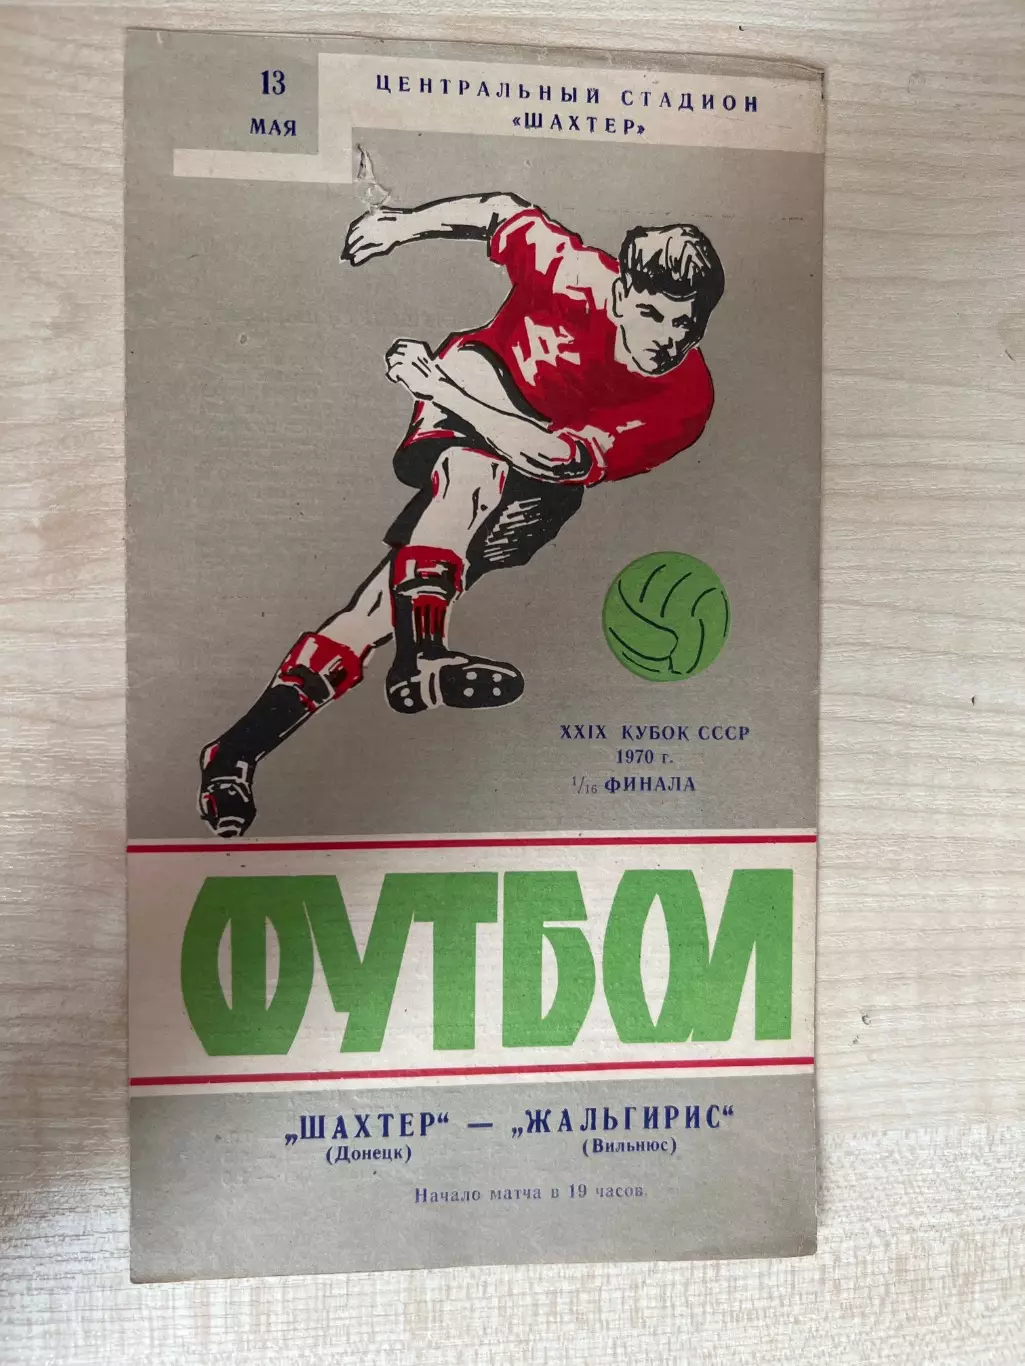 13
МАЯ
ЦЕНТРАЛЬНЫЙ СТАДИОН
«ШАХТЕР»
XXIX КУБОК СССР
1970 г.
1/16 ФИНАЛА
ФУТБОЛ
„ШАХТЕР“ — „ЖАЛЬГИРИС“
(Донецк) (Вильнюс)
Начало матча в 19 часов.